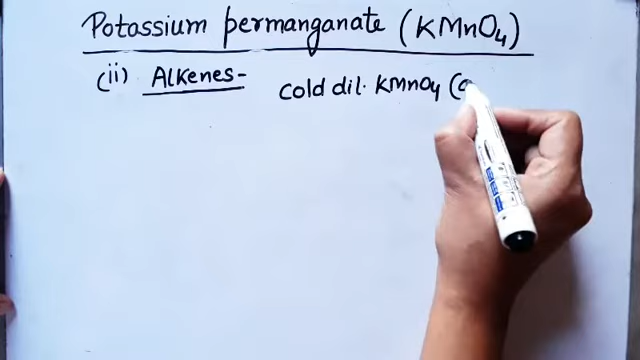 Potassium permanganate (KMnO4)
(ii) Alkenes- cold dil. KMnO4 (